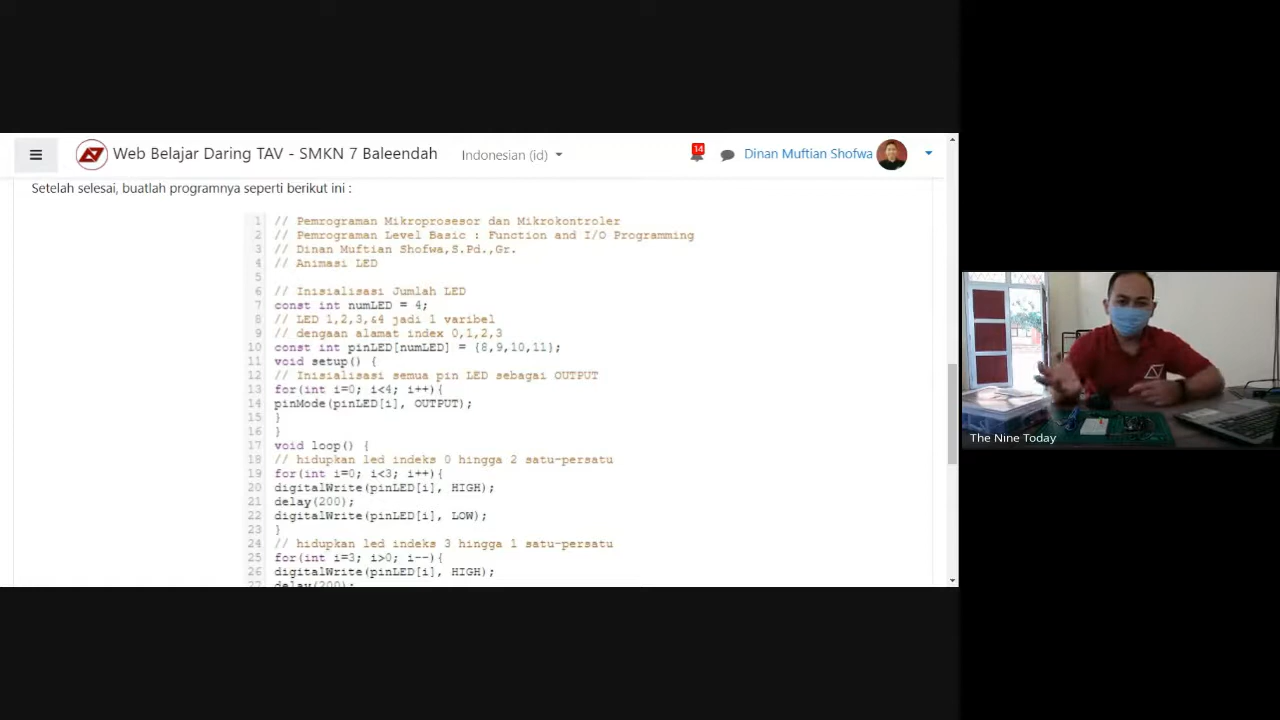 Web Belajar Daring TAV - SMKN 7 Baleendah
Indonesian (id)
14
Dinan Muftian Shofwa
Setelah selesai, buatlah programnya seperti berikut ini :
1 // Pemrograman Mikroprosesor dan Mikrokontroler
2 // Pemrograman Level Basic : Function and I/O Programming
3 // Dinan Muftian Shofwa,S.Pd.,Gr.
4 // Animasi LED
5
6 // Inisialisasi Jumlah LED
7 const int numLED = 4;
8 // LED 1,2,3,&4 jadi 1 varibel
9 // dengaan alamat index 0,1,2,3
10 const int pinLED[numLED] = {8,9,10,11};
11 void setup() {
12 // Inisialisasi semua pin LED sebagai OUTPUT
13 for(int i=0; i<4; i++){
14 pinMode(pinLED[i], OUTPUT);
15 }
16 }
17 void loop() {
18 // hidupkan led indeks 0 hingga 2 satu-persatu
19 for(int i=0; i<3; i++){
20 digitalWrite(pinLED[i], HIGH);
21 delay(200);
22 digitalWrite(pinLED[i], LOW);
23 }
24 // hidupkan led indeks 3 hingga 1 satu-persatu
25 for(int i=3; i>0; i--){
26 digitalWrite(pinLED[i], HIGH);
27 delay(200);
The Nine Today